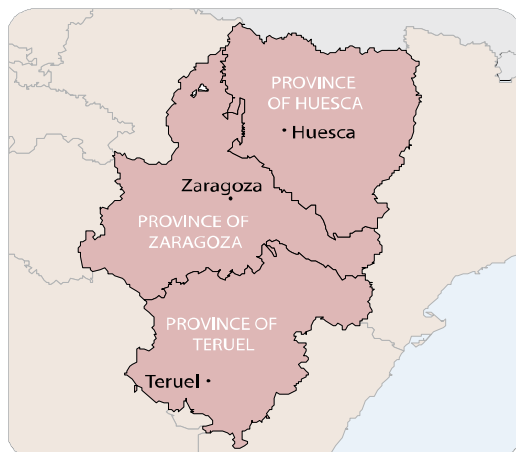 PROVINCE
OF HUESCA
Huesca
Zaragoza
PROVINCE OF
ZARAGOZA
PROVINCE OF
TERUEL
Teruel